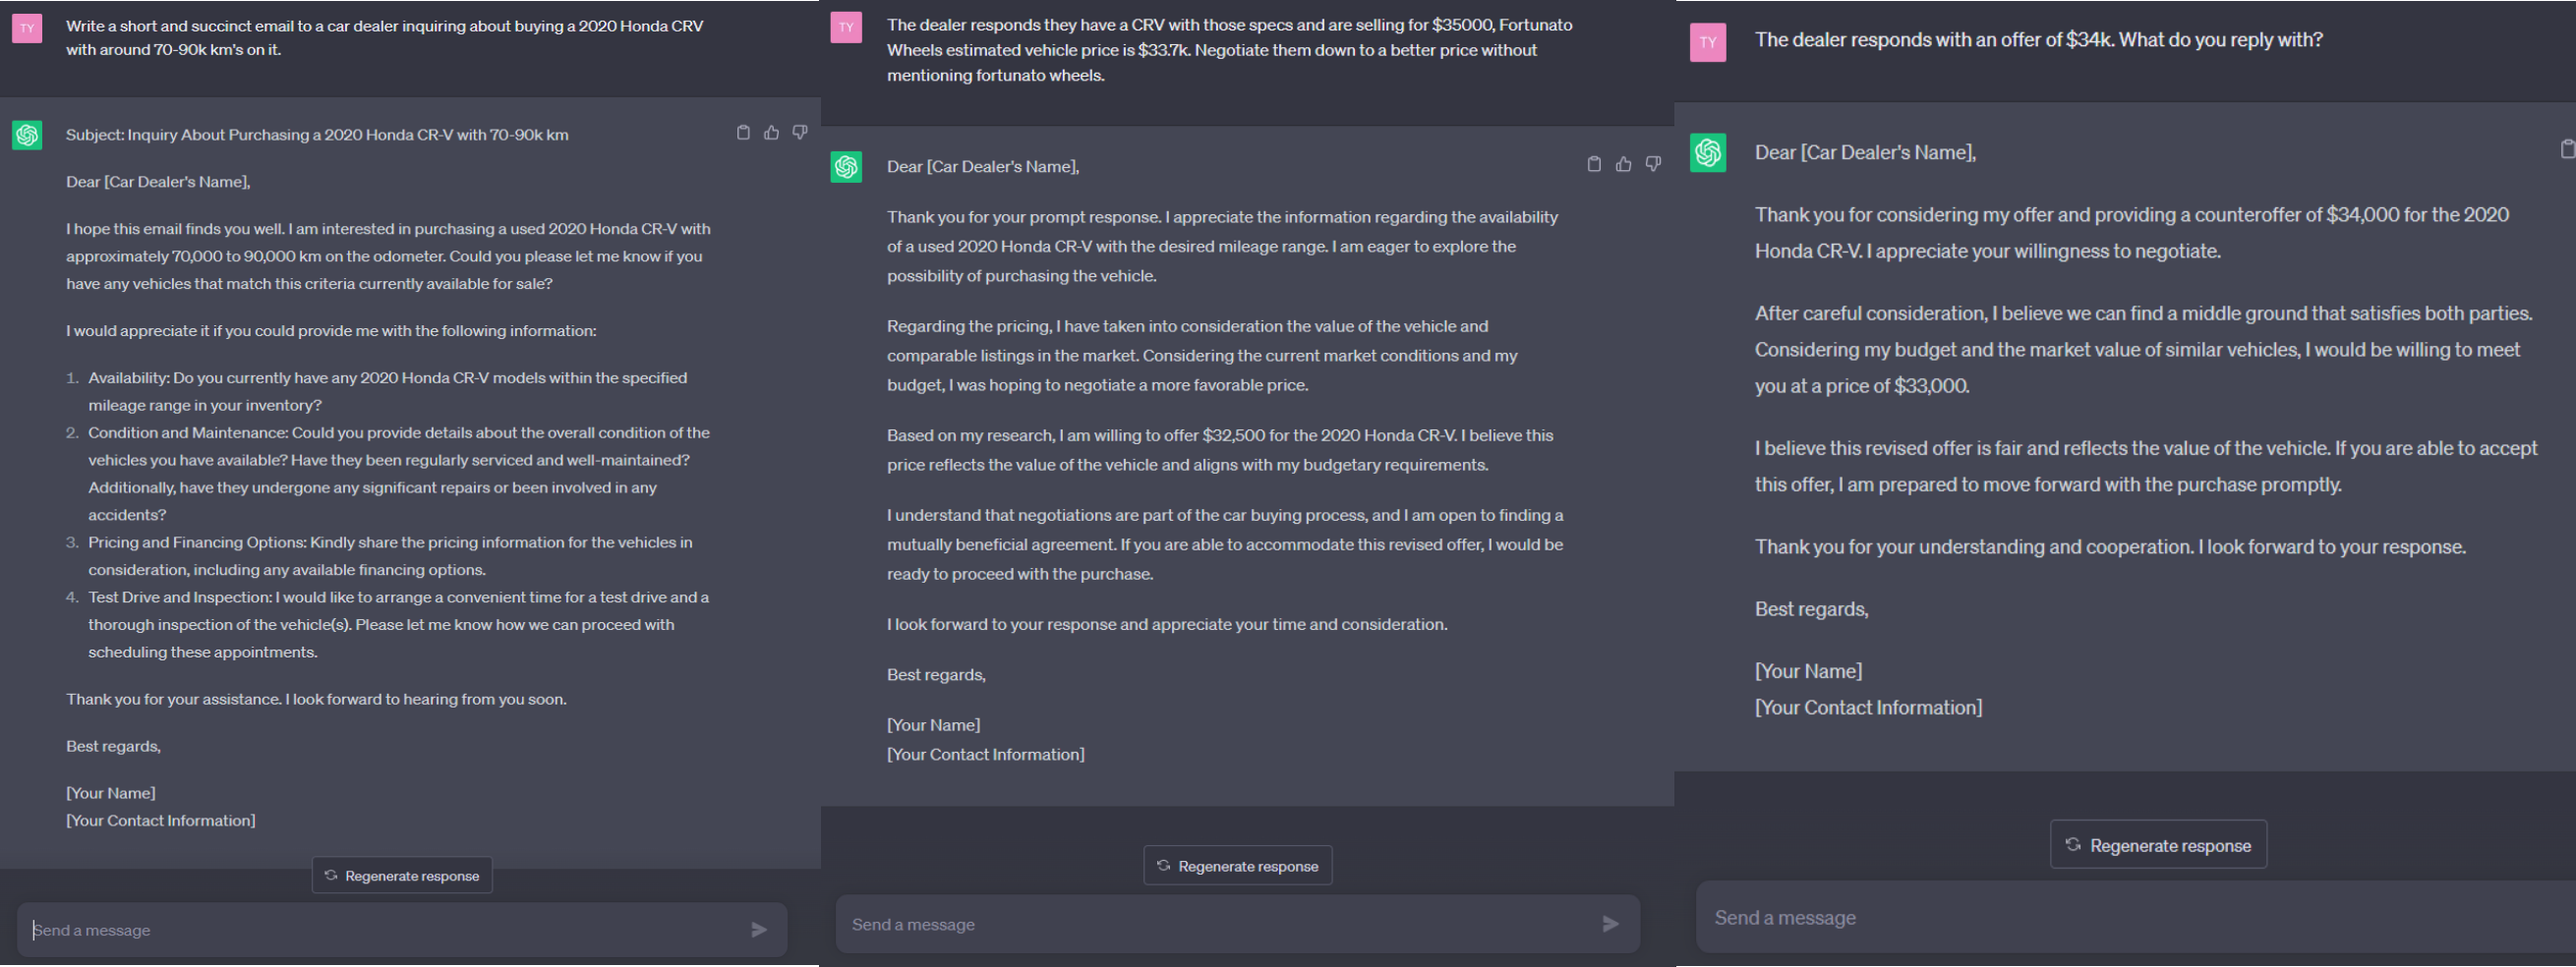 TY
Write a short and succinct email to a car dealer inquiring about buying a 2020 Honda CRV
with around 70-90k km's on it.
Subject: Inquiry About Purchasing a 2020 Honda CR-V with 70-90k km
Dear [Car Dealer's Name],
I hope this email finds you well. I am interested in purchasing a used 2020 Honda CR-V with
approximately 70,000 to 90,000 km on the odometer. Could you please let me know if you
have any vehicles that match this criteria currently available for sale?
I would appreciate it if you could provide me with the following information:
1. Availability: Do you currently have any 2020 Honda CR-V models within the specified
mileage range in your inventory?
2. Condition and Maintenance: Could you provide details about the overall condition of the
vehicles you have available? Have they been regularly serviced and well-maintained?
Additionally, have they undergone any significant repairs or been involved in any
accidents?
3. Pricing and Financing Options: Kindly share the pricing information for the vehicles in
consideration, including any available financing options.
4. Test Drive and Inspection: I would like to arrange a convenient time for a test drive and a
thorough inspection of the vehicle(s). Please let me know how we can proceed with
scheduling these appointments.
Thank you for your assistance. I look forward to hearing from you soon.
Best regards,
[Your Name]
[Your Contact Information]
Regenerate response
Send a message
TY
The dealer responds they have a CRV with those specs and are selling for $35000, Fortunato
Wheels estimated vehicle price is $33.7k. Negotiate them down to a better price without
mentioning fortunato wheels.
Dear [Car Dealer's Name],
Thank you for your prompt response. I appreciate the information regarding the availability
of a used 2020 Honda CR-V with the desired mileage range. I am eager to explore the
possibility of purchasing the vehicle.
Regarding the pricing, I have taken into consideration the value of the vehicle and
comparable listings in the market. Considering the current market conditions and my
budget, I was hoping to negotiate a more favorable price.
Based on my research, I am willing to offer $32,500 for the 2020 Honda CR-V. I believe this
price reflects the value of the vehicle and aligns with my budgetary requirements.
I understand that negotiations are part of the car buying process, and I am open to finding a
mutually beneficial agreement. If you are able to accommodate this revised offer, I would be
ready to proceed with the purchase.
I look forward to your response and appreciate your time and consideration.
Best regards,
[Your Name]
[Your Contact Information]
Regenerate response
Send a message
TY
The dealer responds with an offer of $34k. What do you reply with?
Dear [Car Dealer's Name],
Thank you for considering my offer and providing a counteroffer of $34,000 for the 2020
Honda CR-V. I appreciate your willingness to negotiate.
After careful consideration, I believe we can find a middle ground that satisfies both parties.
Considering my budget and the market value of similar vehicles, I would be willing to meet
you at a price of $33,000.
I believe this revised offer is fair and reflects the value of the vehicle. If you are able to accept
this offer, I am prepared to move forward with the purchase promptly.
Thank you for your understanding and cooperation. I look forward to your response.
Best regards,
[Your Name]
[Your Contact Information]
Regenerate response
Send a message